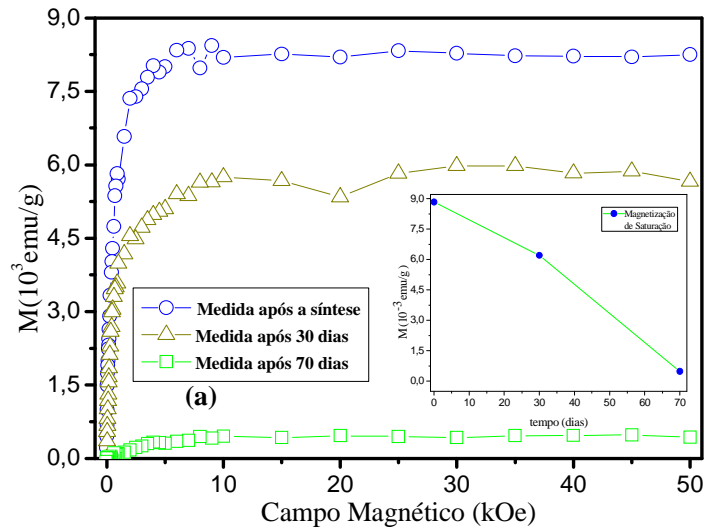 M(10³emu/g)
9,0
7,5
6,0
4,5
3,0
1,5
0,0
Medida após a síntese
Medida após 30 dias
Medida após 70 dias
(a)
0 10 20 30 40 50
Campo Magnético (kOe)
M (10⁻³emu/g)
9,0
7,5
6,0
4,5
3,0
1,5
0,0
Magnetização
de Saturação
0 10 20 30 40 50 60 70
tempo (dias)